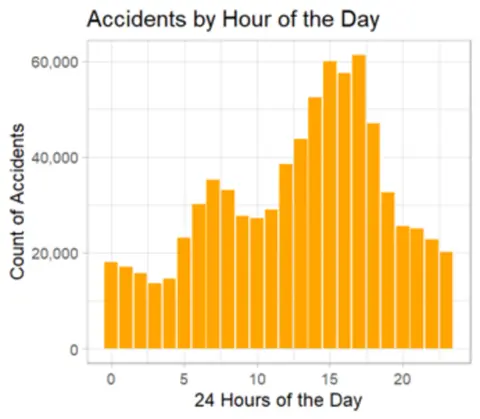 Accidents by Hour of the Day
Count of Accidents
60,000
40,000
20,000
0
0 5 10 15 20
24 Hours of the Day